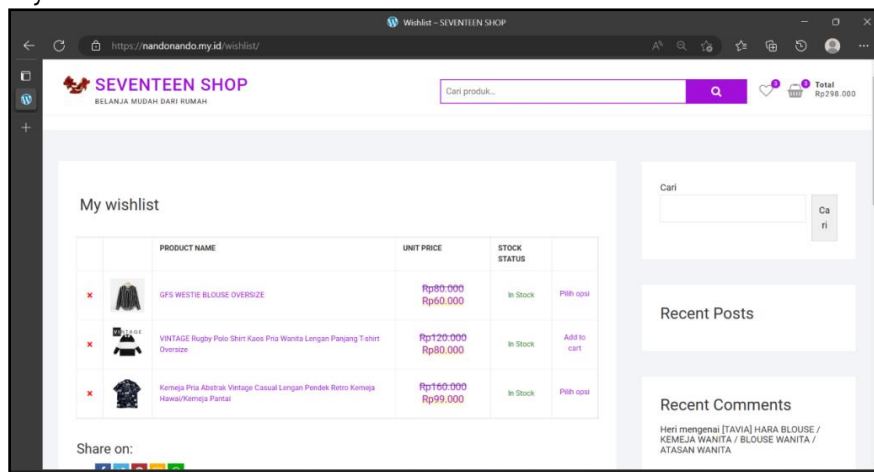 Wishlist – SEVENTEEN SHOP
https://nandonando.my.id/wishlist/
SEVENTEEN SHOP
BELANJA MUDAH DARI RUMAH
Cari produk...
3
3
Total
Rp298.000
My wishlist
PRODUCT NAME
UNIT PRICE
STOCK
STATUS
GFS WESTIE BLOUSE OVERSIZE
Rp80.000
Rp60.000
In Stock
Pilih opsi
VINTAGE
VINTAGE Rugby Polo Shirt Kaos Pria Wanita Lengan Panjang T-shirt
Oversize
Rp120.000
Rp80.000
In Stock
Add to
cart
Kemeja Pria Abstrak Vintage Casual Lengan Pendek Retro Kemeja
Hawai/Kemeja Pantai
Rp160.000
Rp99.000
In Stock
Pilih opsi
Share on:
Cari
Ca
ri
Recent Posts
Recent Comments
Heri mengenai [TAVIA] HARA BLOUSE /
KEMEJA WANITA / BLOUSE WANITA /
ATASAN WANITA